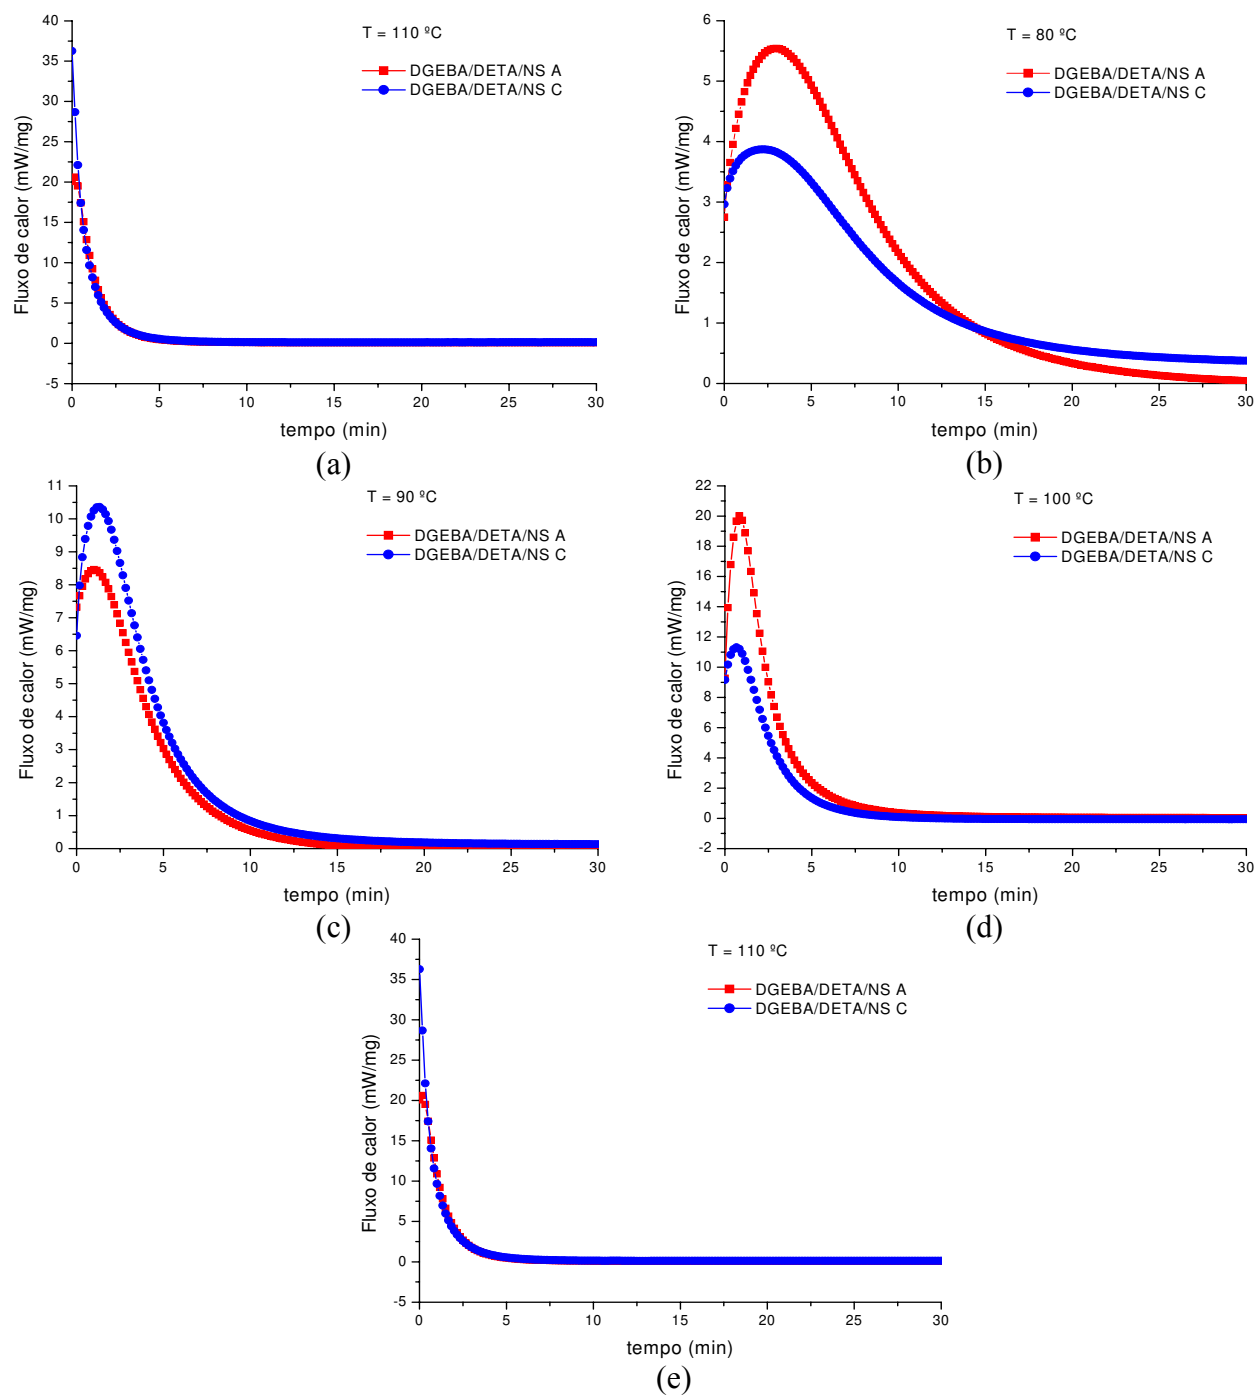 T = 110 ºC
DGEBA/DETA/NS A
DGEBA/DETA/NS C
Fluxo de calor (mW/mg)
40
35
30
25
20
15
10
5
0
-5
0 5 10 15 20 25 30
tempo (min)
(a)
T = 80 ºC
DGEBA/DETA/NS A
DGEBA/DETA/NS C
Fluxo de calor (mW/mg)
6
5
4
3
2
1
0
0 5 10 15 20 25 30
tempo (min)
(b)
T = 90 ºC
DGEBA/DETA/NS A
DGEBA/DETA/NS C
Fluxo de calor (mW/mg)
11
10
9
8
7
6
5
4
3
2
1
0
0 5 10 15 20 25 30
tempo (min)
(c)
T = 100 ºC
DGEBA/DETA/NS A
DGEBA/DETA/NS C
Fluxo de calor (mW/mg)
22
20
18
16
14
12
10
8
6
4
2
0
-2
0 5 10 15 20 25 30
tempo (min)
(d)
T = 110 ºC
DGEBA/DETA/NS A
DGEBA/DETA/NS C
Fluxo de calor (mW/mg)
40
35
30
25
20
15
10
5
0
-5
0 5 10 15 20 25 30
tempo (min)
(e)